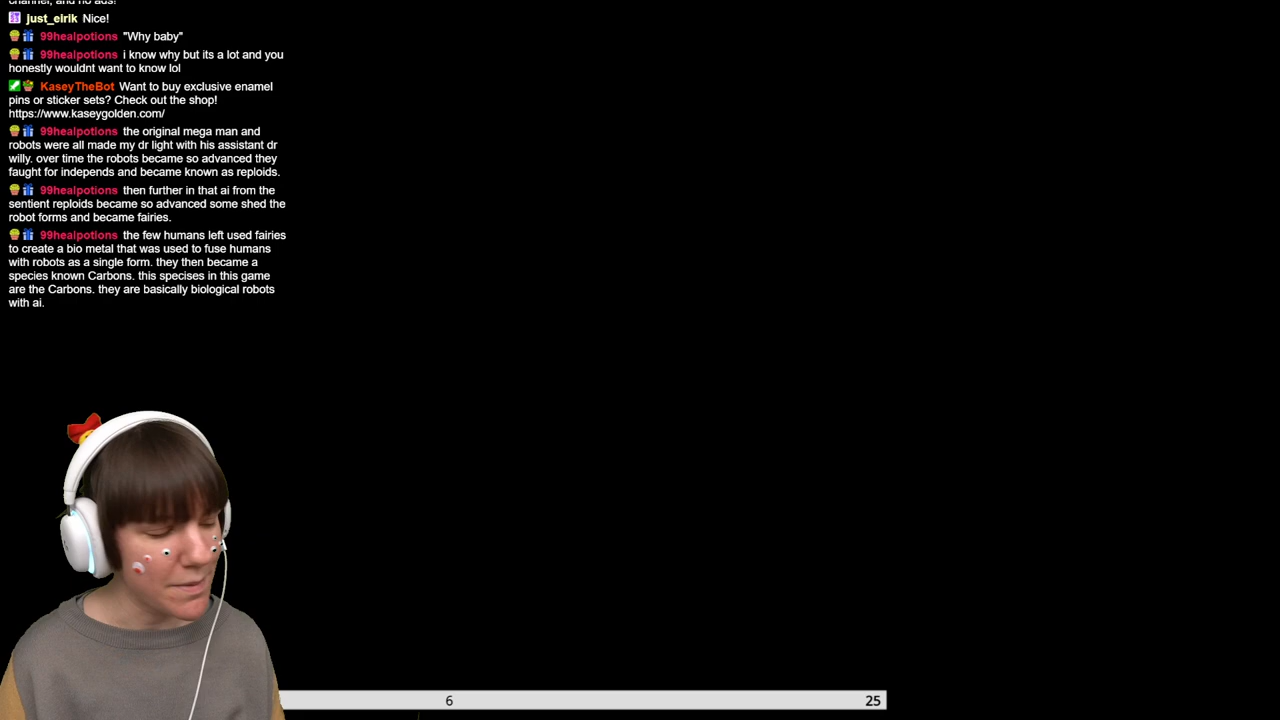 channel, and no ads!
just_elrik Nice!
99healpotions "Why baby"
99healpotions i know why but its a lot and you
honestly wouldnt want to know lol
KaseyTheBot Want to buy exclusive enamel
pins or sticker sets? Check out the shop!
https://www.kaseygolden.com/
99healpotions the original mega man and
robots were all made my dr light with his assistant dr
willy. over time the robots became so advanced they
faught for independs and became known as reploids.
99healpotions then further in that ai from the
sentient reploids became so advanced some shed the
robot forms and became fairies.
99healpotions the few humans left used fairies
to create a bio metal that was used to fuse humans
with robots as a single form. they then became a
species known Carbons. this specises in this game
are the Carbons. they are basically biological robots
with ai.
6 25